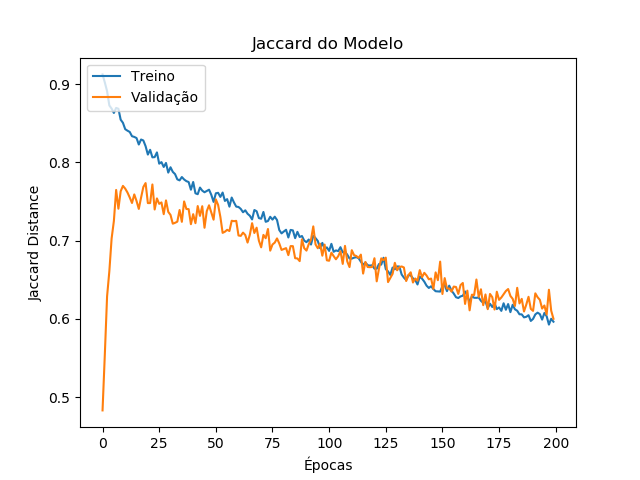 Jaccard do Modelo
Treino
Validação
Jaccard Distance
0.9
0.8
0.7
0.6
0.5
0 25 50 75 100 125 150 175 200
Épocas